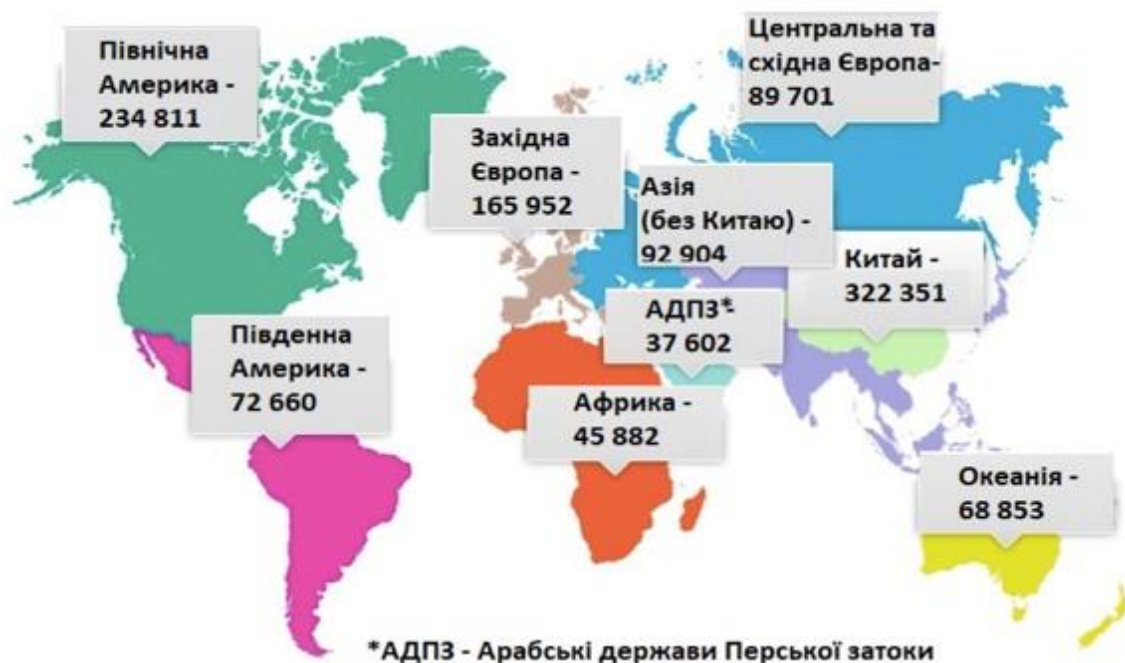 Північна
Америка -
234 811
Центральна та
східна Європа-
89 701
Західна
Європа -
165 952
Азія
(без Китаю) -
92 904
Китай -
322 351
АДПЗ*-
37 602
Південна
Америка -
72 660
Африка -
45 882
Океанія -
68 853
*АДПЗ - Арабські держави Перської затоки